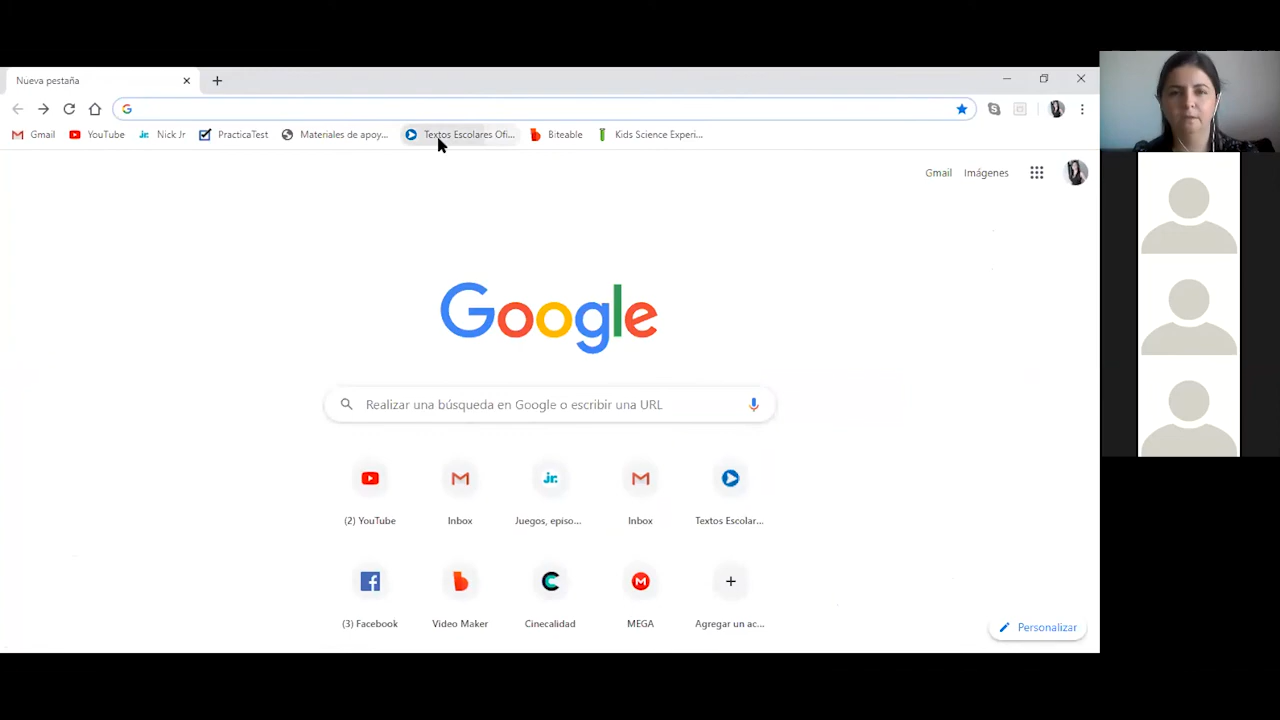 Nueva pestaña
Gmail YouTube Nick Jr PracticaTest Materiales de apoy... Textos Escolares Ofi... Biteable Kids Science Experi...
Gmail Imágenes
Google
Realizar una búsqueda en Google o escribir una URL
jr.
(2) YouTube Inbox Juegos, episo... Inbox Textos Escolar...
(3) Facebook Video Maker Cinecalidad MEGA Agregar un ac...
Personalizar